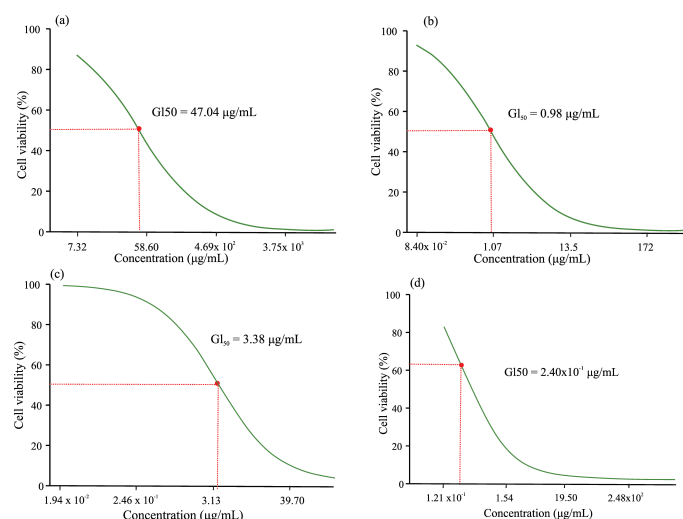 (a)
100
80
60
40
20
0
Cell viability (%)
Gl50 = 47.04 μg/mL
7.32 58.60 4.69 x 10² 3.75 x 10³
Concentration (μg/mL)
(b)
100
80
60
40
20
0
Cell viability (%)
Gl₅₀ = 0.98 μg/mL
8.40x 10⁻² 1.07 13.5 172
Concentration (μg/mL)
(c)
100
80
60
40
20
0
Cell viability (%)
Gl₅₀ = 3.38 μg/mL
1.94 x 10⁻² 2.46 x 10⁻¹ 3.13 39.70
Concentration (μg/mL)
(d)
100
80
60
40
20
0
Cell viability (%)
Gl50 = 2.40x10⁻¹ μg/mL
1.21 x10⁻¹ 1.54 19.50 2.48x10²
Concentration (μg/mL)